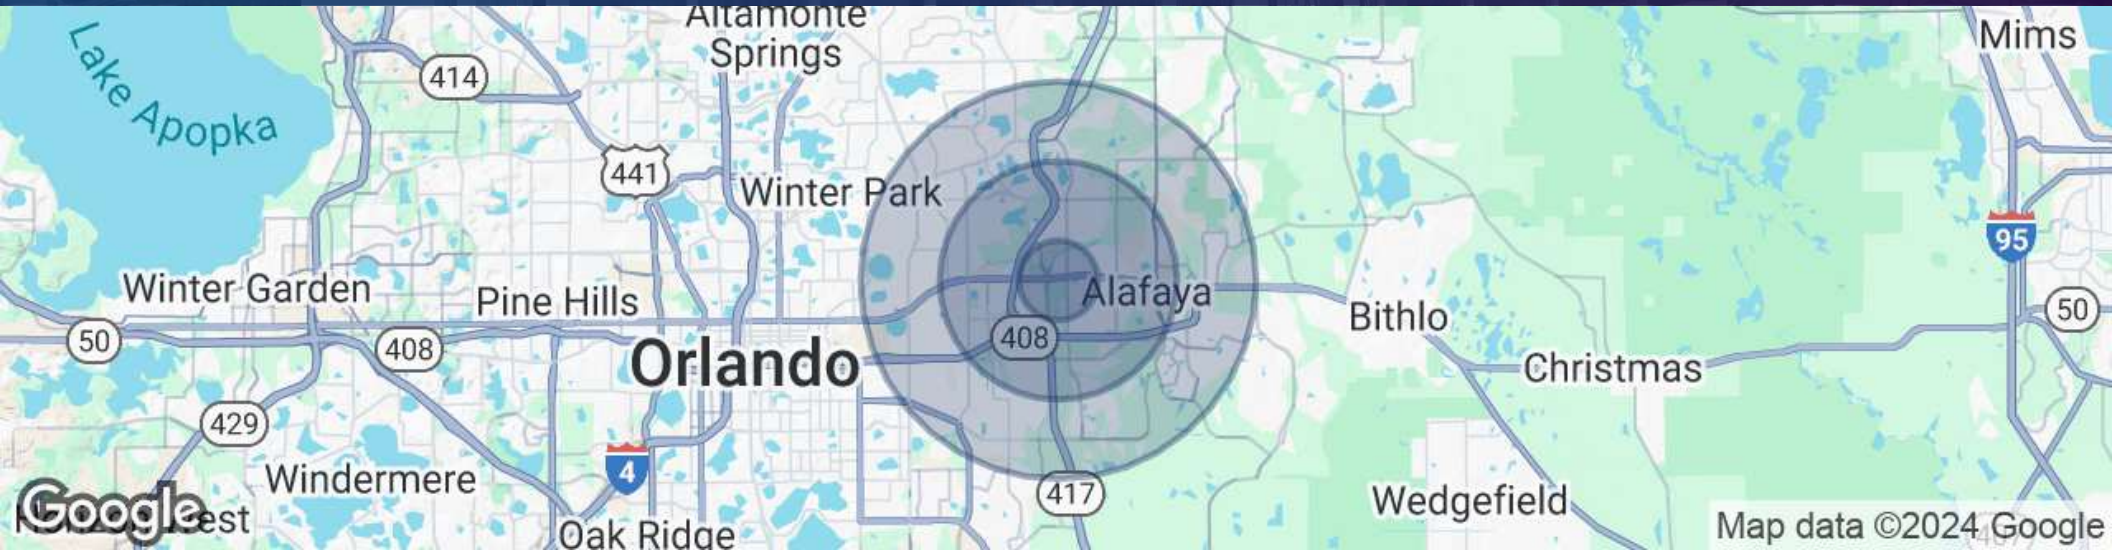 Altamonte
Springs
Mims
Lake Apopka
414
441
Winter Park
95
Winter Garden
Pine Hills
Alafaya
Bithlo
50
50
408
408
Orlando
Christmas
429
4
Windermere
417
Wedgefield
Google
West
Oak Ridge
Map data ©2024 Google